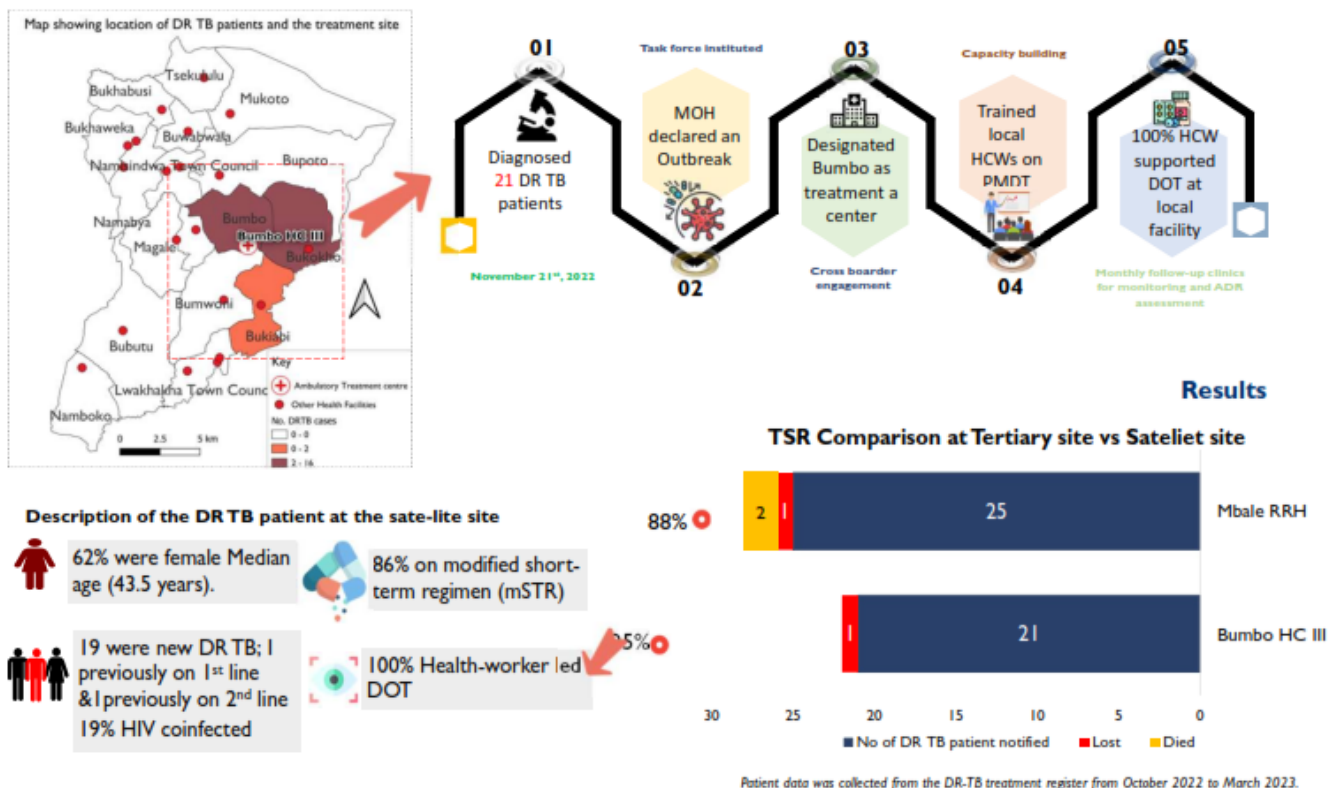 Map showing location of DR TB patients and the treatment site
Tsekululu
Bukhabusi
Mukoto
Bukhaweka
Buwabwala
Bupoto
Nambindwa Town Council
Namabya
Bumbo
Bumbo HC III
Magale
Bukokho
Bumwoni
Bukiabi
Bubutu
Lwakhakha Town Counc
Namboko
0 2.5 5 km
Key
Ambulatory Treatment centre
Other Health Facilities
No. DRTB cases
0 - 0
0 - 2
2 - 16
01
Diagnosed
21 DR TB
patients
November 21st, 2022
Task force instituted
MOH
declared an
Outbreak
02
03
Designated
Bumbo as
treatment a
center
Cross boarder
engagement
Capacity building
Trained
local
HCWs on
PMDT
04
05
100% HCW
supported
DOT at
local
facility
Monthly follow-up clinics
for monitoring and ADR
assessment
Description of the DR TB patient at the sate-lite site
62% were female Median
age (43.5 years).
86% on modified short-
term regimen (mSTR)
19 were new DR TB; 1
previously on 1st line
&1previously on 2nd line
19% HIV coinfected
100% Health-worker led
DOT
Results
TSR Comparison at Tertiary site vs Sateliet site
88%
2
1
25
Mbale RRH
5%
1
21
Bumbo HC III
30 25 20 15 10 5 0
No of DR TB patient notified Lost Died
Patient data was collected from the DR-TB treatment register from October 2022 to March 2023.